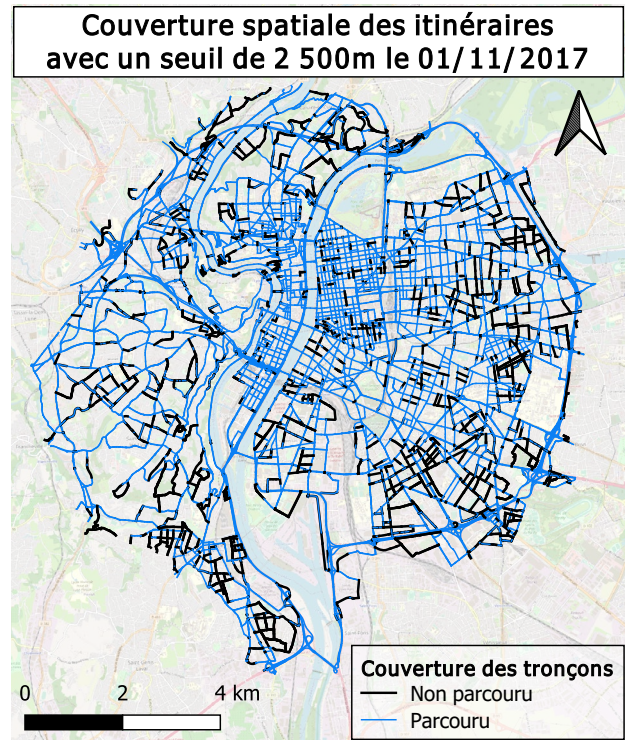 Couverture spatiale des itinéraires
avec un seuil de 2 500m le 01/11/2017
Couverture des tronçons
Non parcouru
Parcouru
0 2 4 km